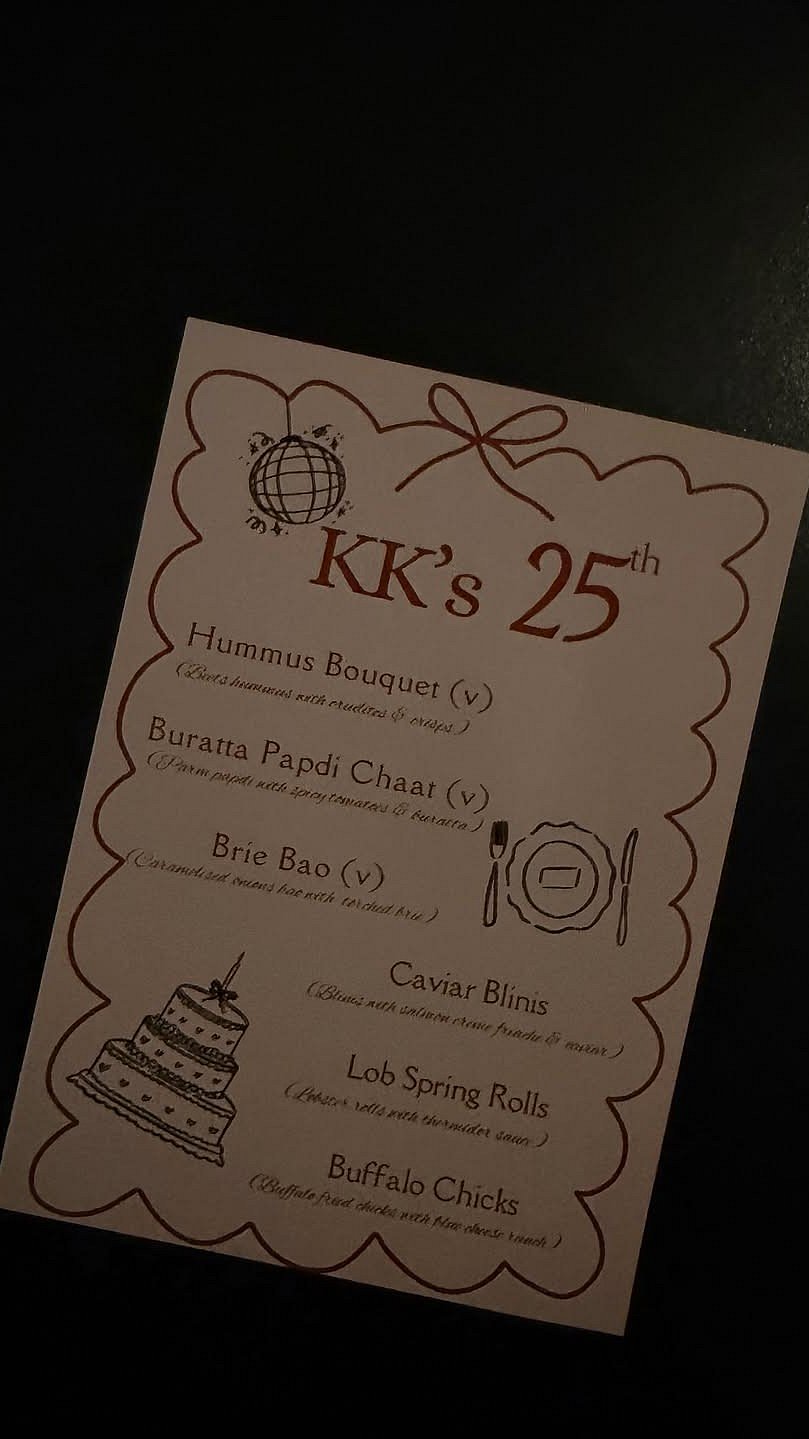 KK's 25th
Hummus Bouquet (v)
(Beets hummus with crudites & crisps)
Buratta Papdi Chaat (v)
(Parm papdi with spicy tomatoes & buratta)
Brie Bao (v)
(Caramelised onions bao with torched brie)
Caviar Blinis
(Blinis with salmon creme fraiche & caviar)
Lob Spring Rolls
(Lobster rolls with thermidor sauce)
Buffalo Chicks
(Buffalo fried chicks with blue cheese ranch)